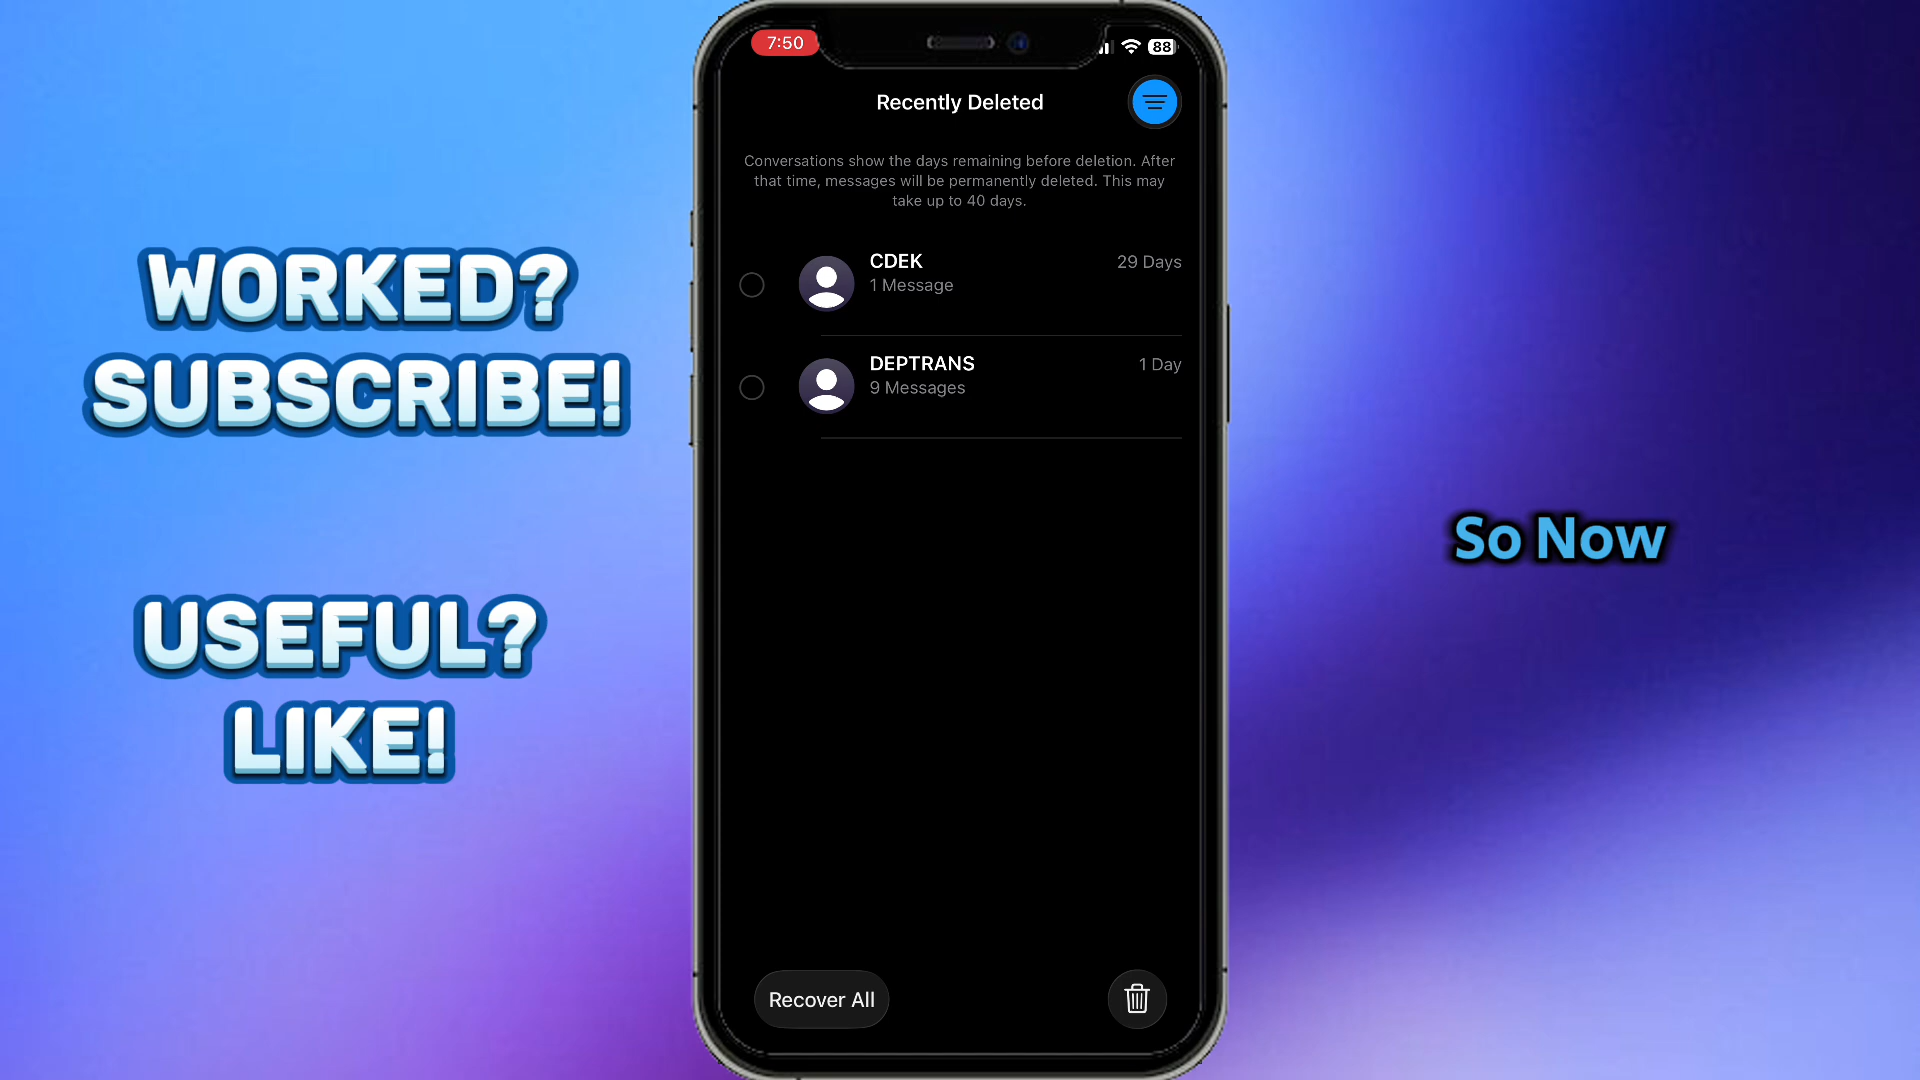 WORKED?
SUBSCRIBE!
USEFUL?
LIKE!
7:50
88
Recently Deleted
Conversations show the days remaining before deletion. After
that time, messages will be permanently deleted. This may
take up to 40 days.
CDEK
29 Days
1 Message
DEPTRANS
1 Day
9 Messages
Recover All
So Now